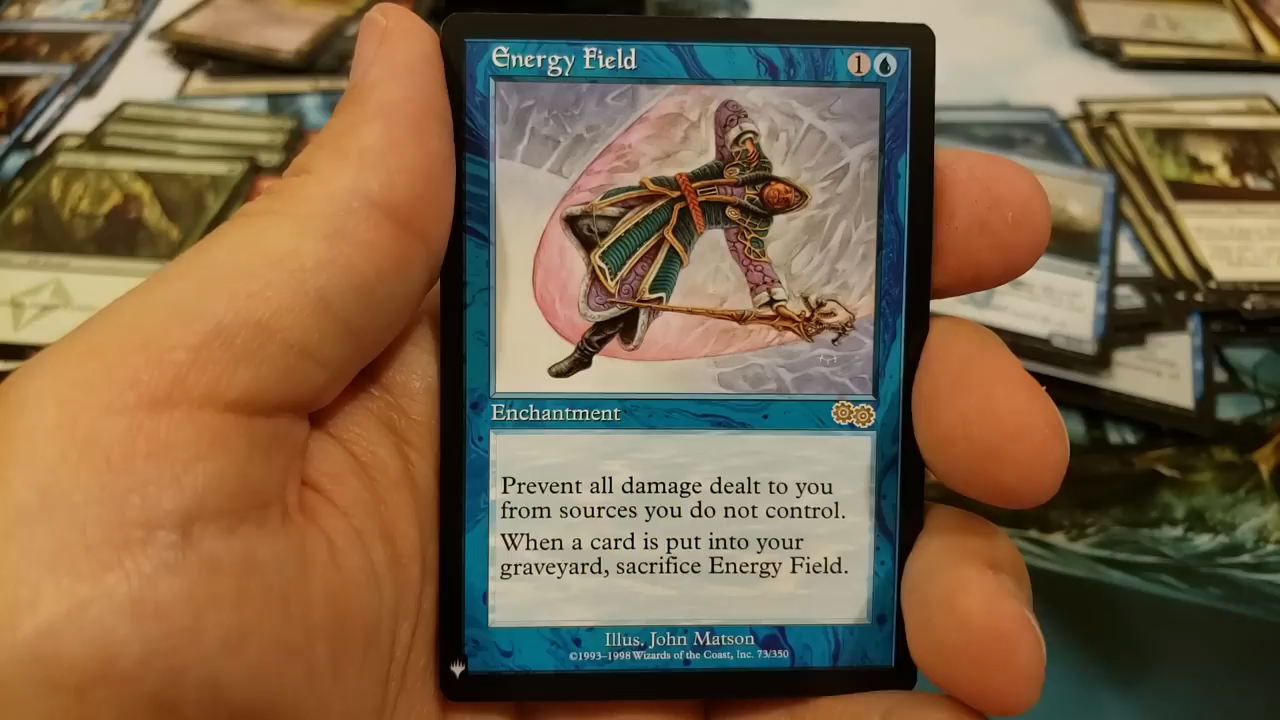 Energy Field 1
Enchantment
Prevent all damage dealt to you
from sources you do not control.
When a card is put into your
graveyard, sacrifice Energy Field.
Illus. John Matson
©1993–1998 Wizards of the Coast, Inc. 73/350